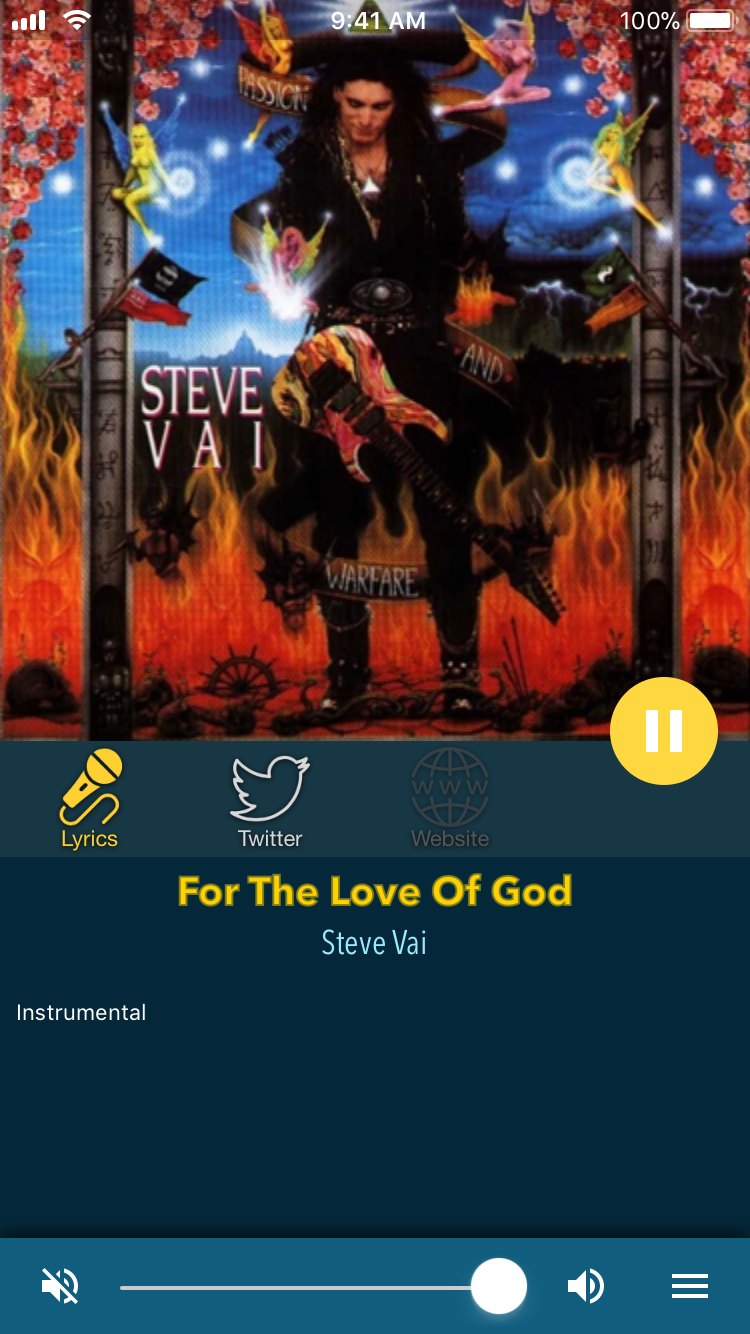 9:41 AM
100%
PASSION
AND
STEVE
VAI
WARFARE
WWW
Lyrics
Twitter
Website
For The Love Of God
Steve Vai
Instrumental